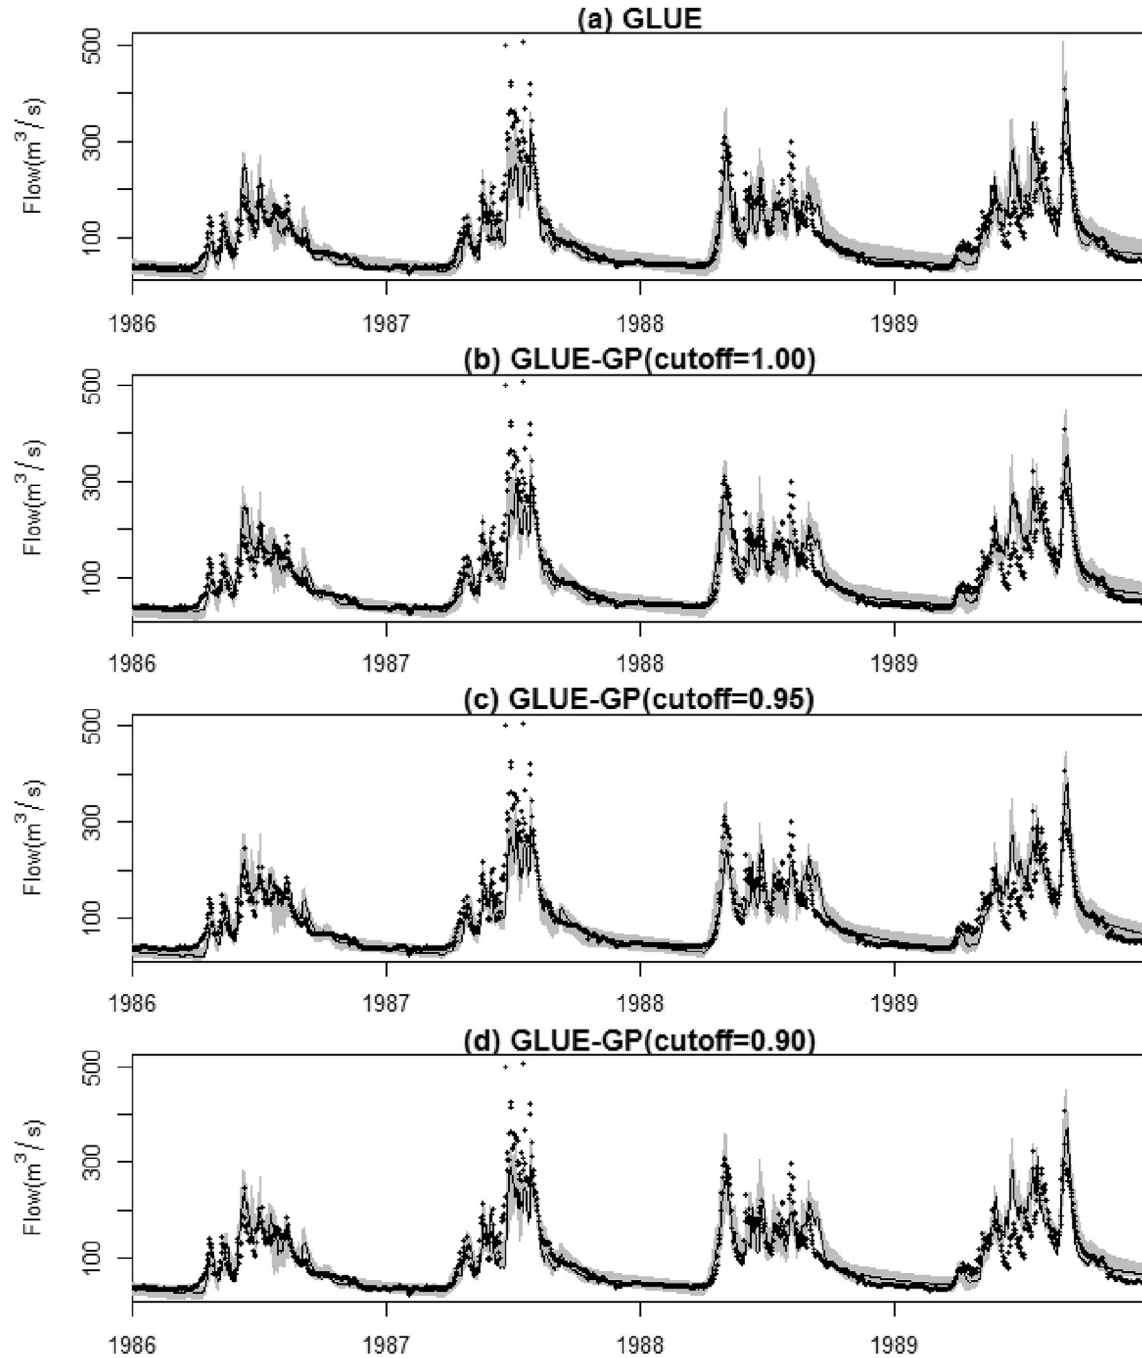 (a) GLUE
Flow(m³/s)
500
300
100
1986 1987 1988 1989
(b) GLUE-GP(cutoff=1.00)
Flow(m³/s)
500
300
100
1986 1987 1988 1989
(c) GLUE-GP(cutoff=0.95)
Flow(m³/s)
500
300
100
1986 1987 1988 1989
(d) GLUE-GP(cutoff=0.90)
Flow(m³/s)
500
300
100
1986 1987 1988 1989